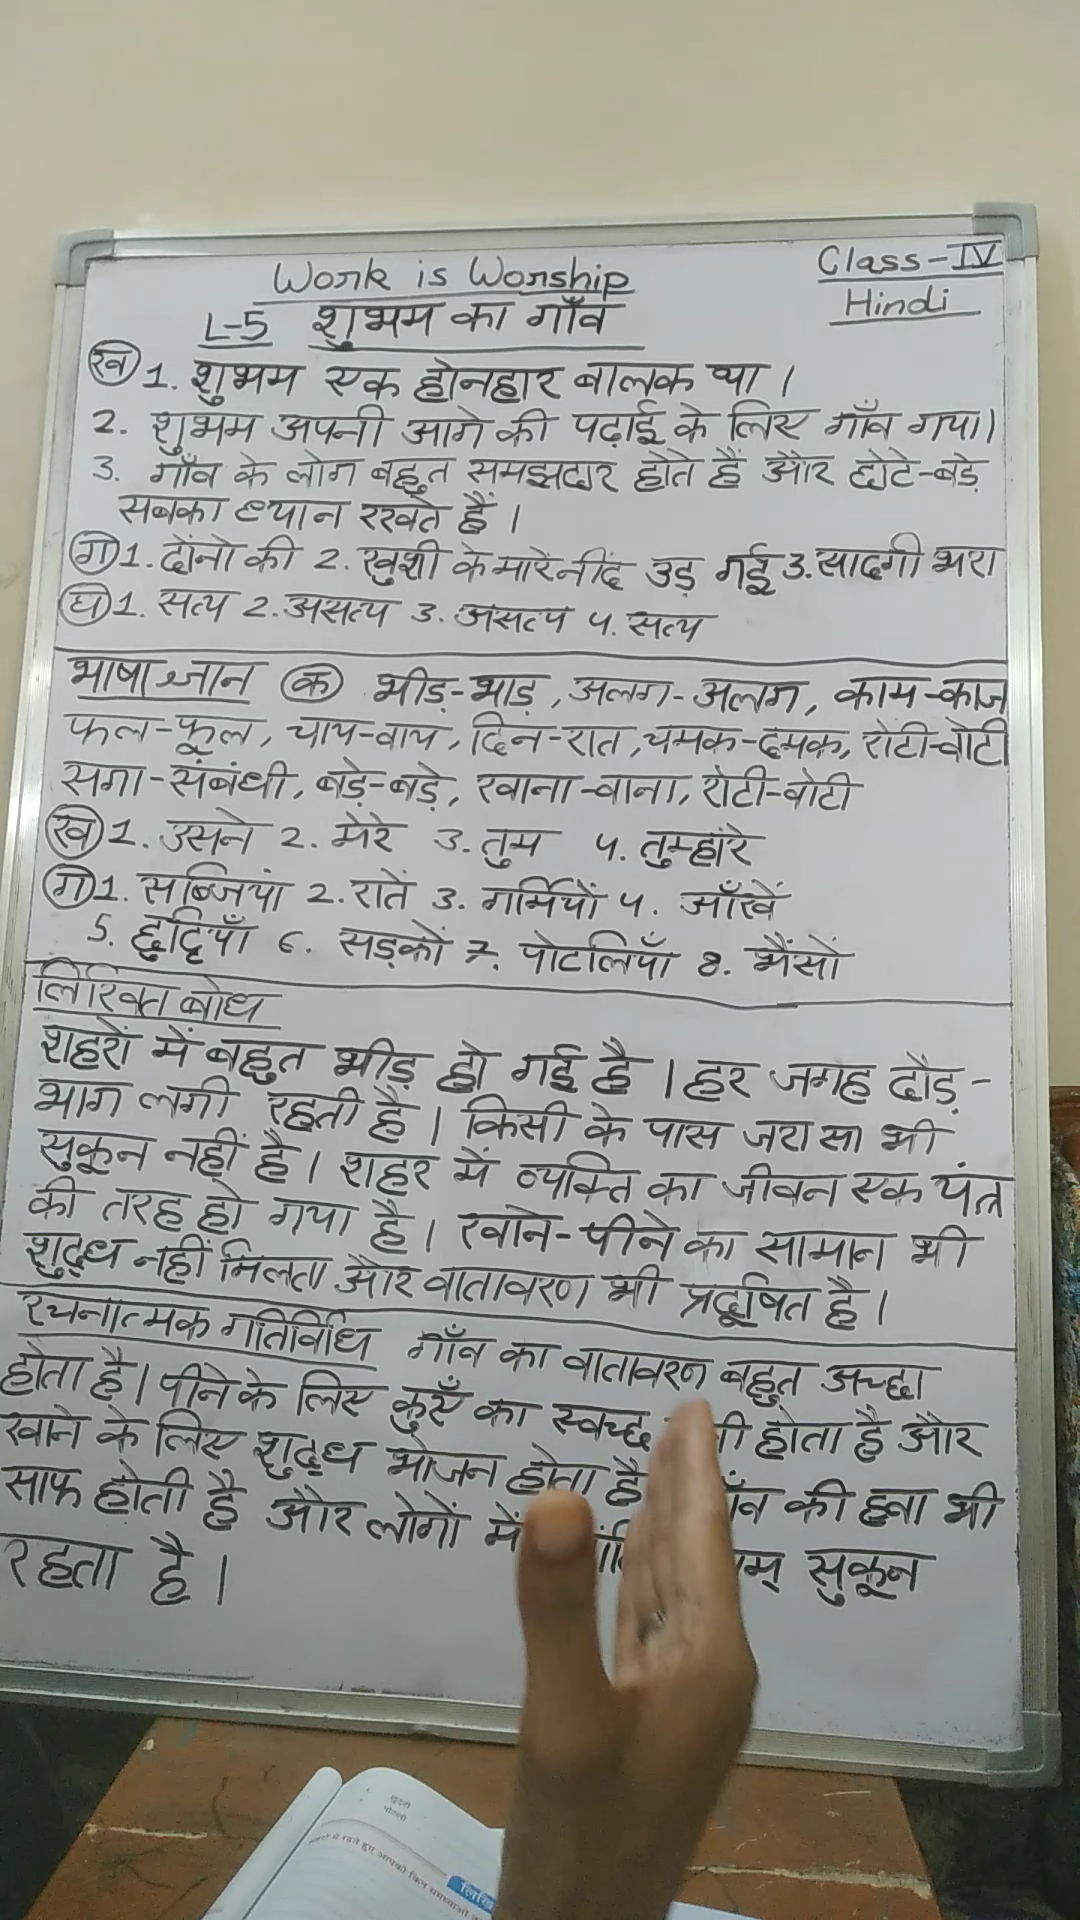 Work is Worship
Class-IV
Hindi
L-5 शुभम का गाँव
ख 1. शुभम एक होनहार बालक था।
2. शुभम अपनी आगे की पढ़ाई के लिए गाँव गया।
3. गाँव के लोग बहुत समझदार होते हैं और छोटे-बड़े
सबका ध्यान रखते हैं।
ग 1. दोंनो की 2. खुशी के मारे नींद उड़ गई 3. सादगी भरा
घ 1. सत्य 2. असत्य 3. असत्य 4. सत्य
भाषा ज्ञान क भीड़-भाड़, अलग-अलग, काम-काज
फल-फूल, चाय-वाय, दिन-रात, चमक-दमक, रोटी-वोटी
सगा-संबंधी, बड़े-बड़े, खाना-वाना, रोटी-वोटी
ख 1. उसने 2. मेरे 3. तुम 4. तुम्हारे
ग 1. सब्जियां 2. रातें 3. गर्मियों 4. आँखें
5. छुट्टियाँ 6. सड़कों 7. पोटलियाँ 8. भैंसों
लिखित बोध
शहरों में बहुत भीड़ हो गई है। हर जगह दौड़-
भाग लगी रहती है। किसी के पास जरा सा भी
सुकून नहीं है। शहर में व्यक्ति का जीवन एक यंत्र
की तरह हो गया है। खाने-पीने का सामान भी
शुद्ध नहीं मिलता और वातावरण भी प्रदूषित है।
रचनात्मक गतिविधि गाँव का वातावरण बहुत अच्छा
होता है। पीने के लिए कुएँ का स्वच्छ होता है और
खाने के लिए शुद्ध भोजन होता है की हवा भी
साफ होती है और लोगों में सुकून
रहता है।
छुट्टी
पोटली